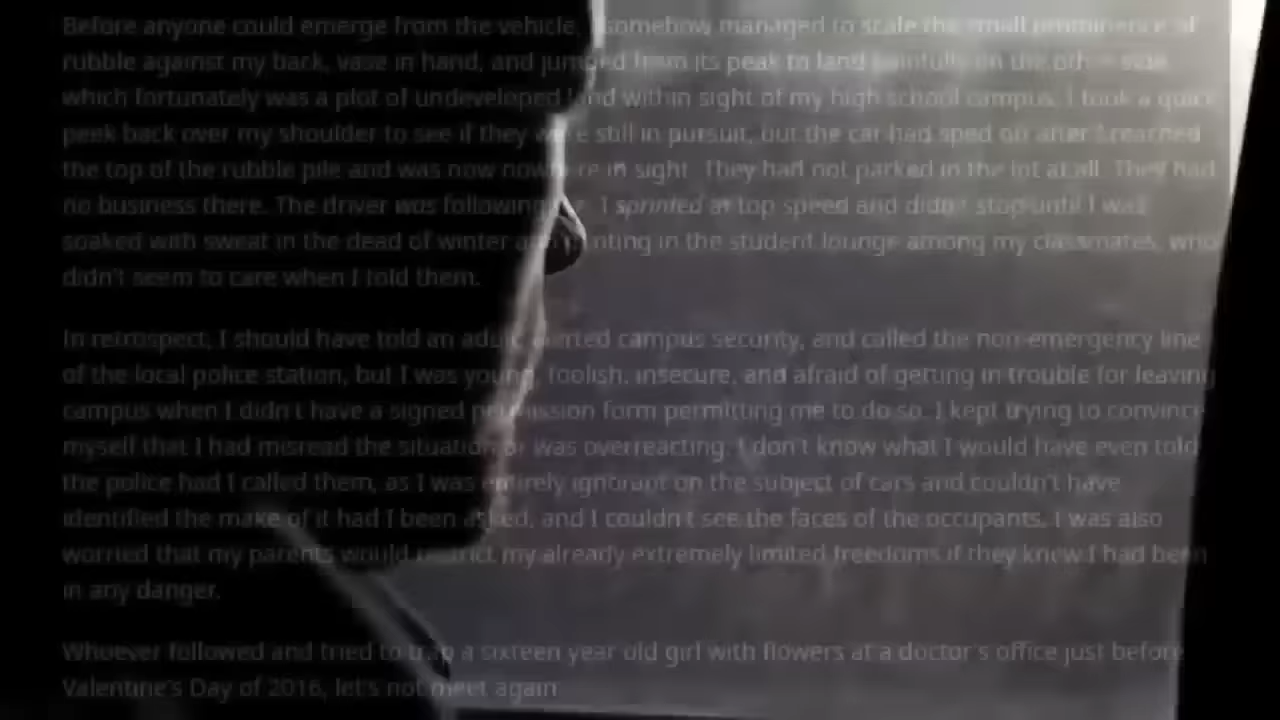 Before anyone could emerge from the vehicle, I somehow managed to scale the small prominence of
rubble against my back, vase in hand, and jumped from its peak to land painfully on the other side
which fortunately was a plot of undeveloped land within sight of my high school campus. I took a quick
peek back over my shoulder to see if they were still in pursuit, but the car had sped off after I reached
the top of the rubble pile and was now nowhere in sight. They had not parked in the lot at all. They had
no business there. The driver was following me. I sprinted at top speed and didn't stop until I was
soaked with sweat in the dead of winter and panting in the student lounge among my classmates, who
didn't seem to care when I told them.
In retrospect, I should have told an adult, alerted campus security, and called the non-emergency line
of the local police station, but I was young, foolish, insecure, and afraid of getting in trouble for leaving
campus when I didn't have a signed permission form permitting me to do so. I kept trying to convince
myself that I had misread the situation or was overreacting. I don't know what I would have even told
the police had I called them, as I was entirely ignorant on the subject of cars and couldn't have
identified the make of it had I been asked, and I couldn't see the faces of the occupants. I was also
worried that my parents would restrict my already extremely limited freedoms if they knew I had been
in any danger.
Whoever followed and tried to trap a sixteen year old girl with flowers at a doctor's office just before
Valentine's Day of 2016, let's not meet again